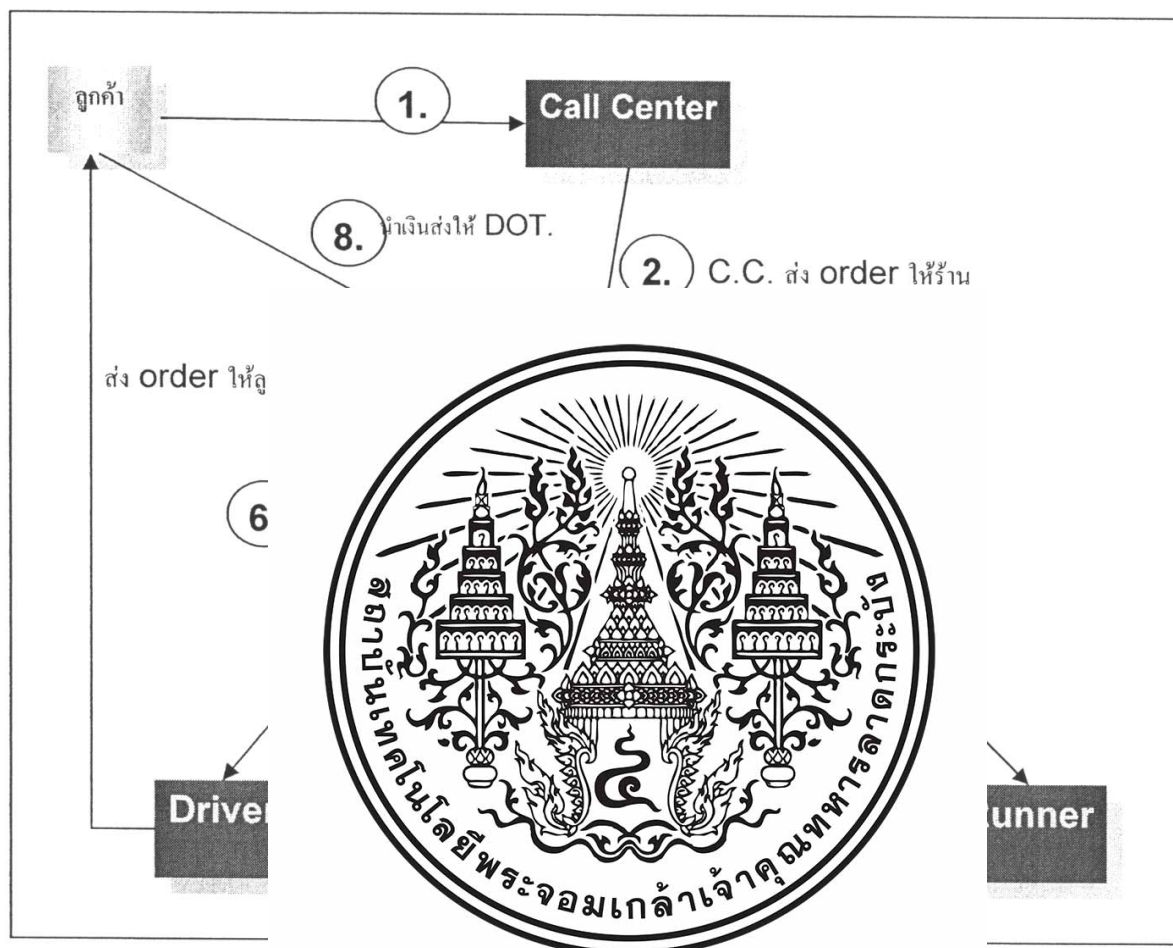 ลูกค้า
1.
Call Center
8.
นำเงินส่งให้ DOT.
2.
C.C. ส่ง order ให้ร้าน
ส่ง order ให้
6
สถาบันเทคโนโลยีพระจอมเกล้าเจ้าคุณทหารลาดกระบัง
๔
Driver
unner